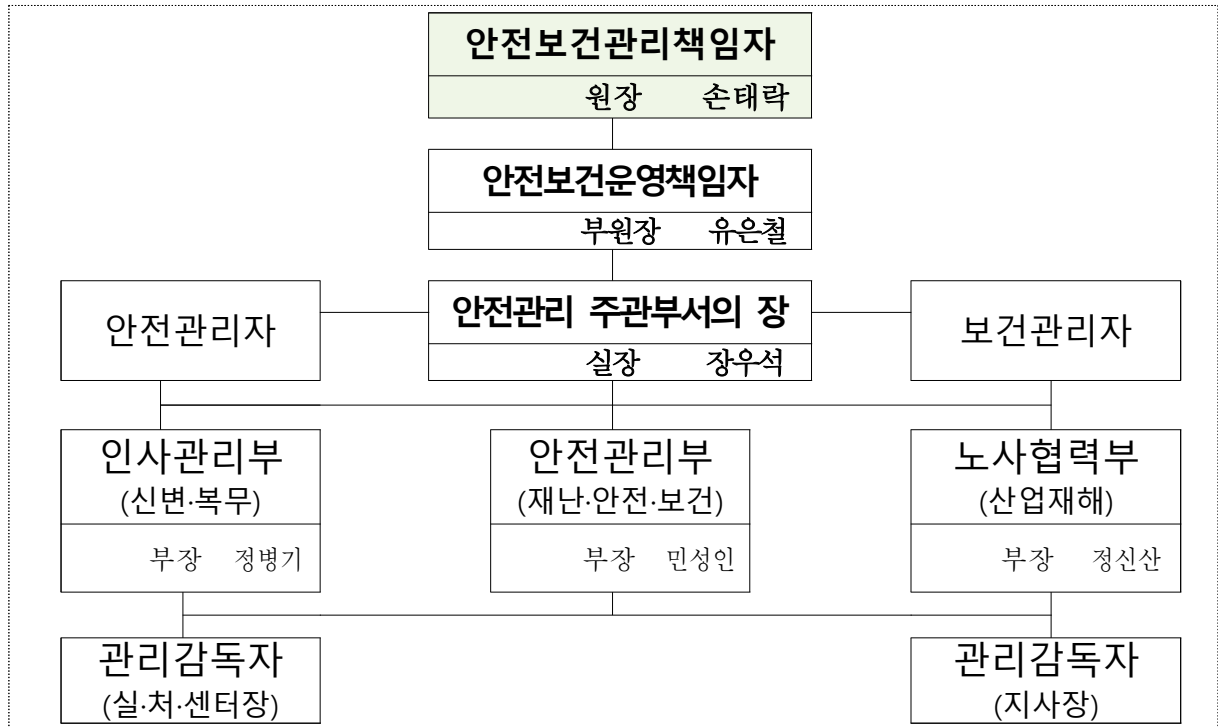 안전보건관리책임자
원장 손태락
안전보건운영책임자
부원장 유은철
안전관리자
안전관리 주관부서의 장
실장 장우석
보건관리자
인사관리부
(신변·복무)
부장 정병기
안전관리부
(재난·안전·보건)
부장 민성인
노사협력부
(산업재해)
부장 정신산
관리감독자
(실·처·센터장)
관리감독자
(지사장)